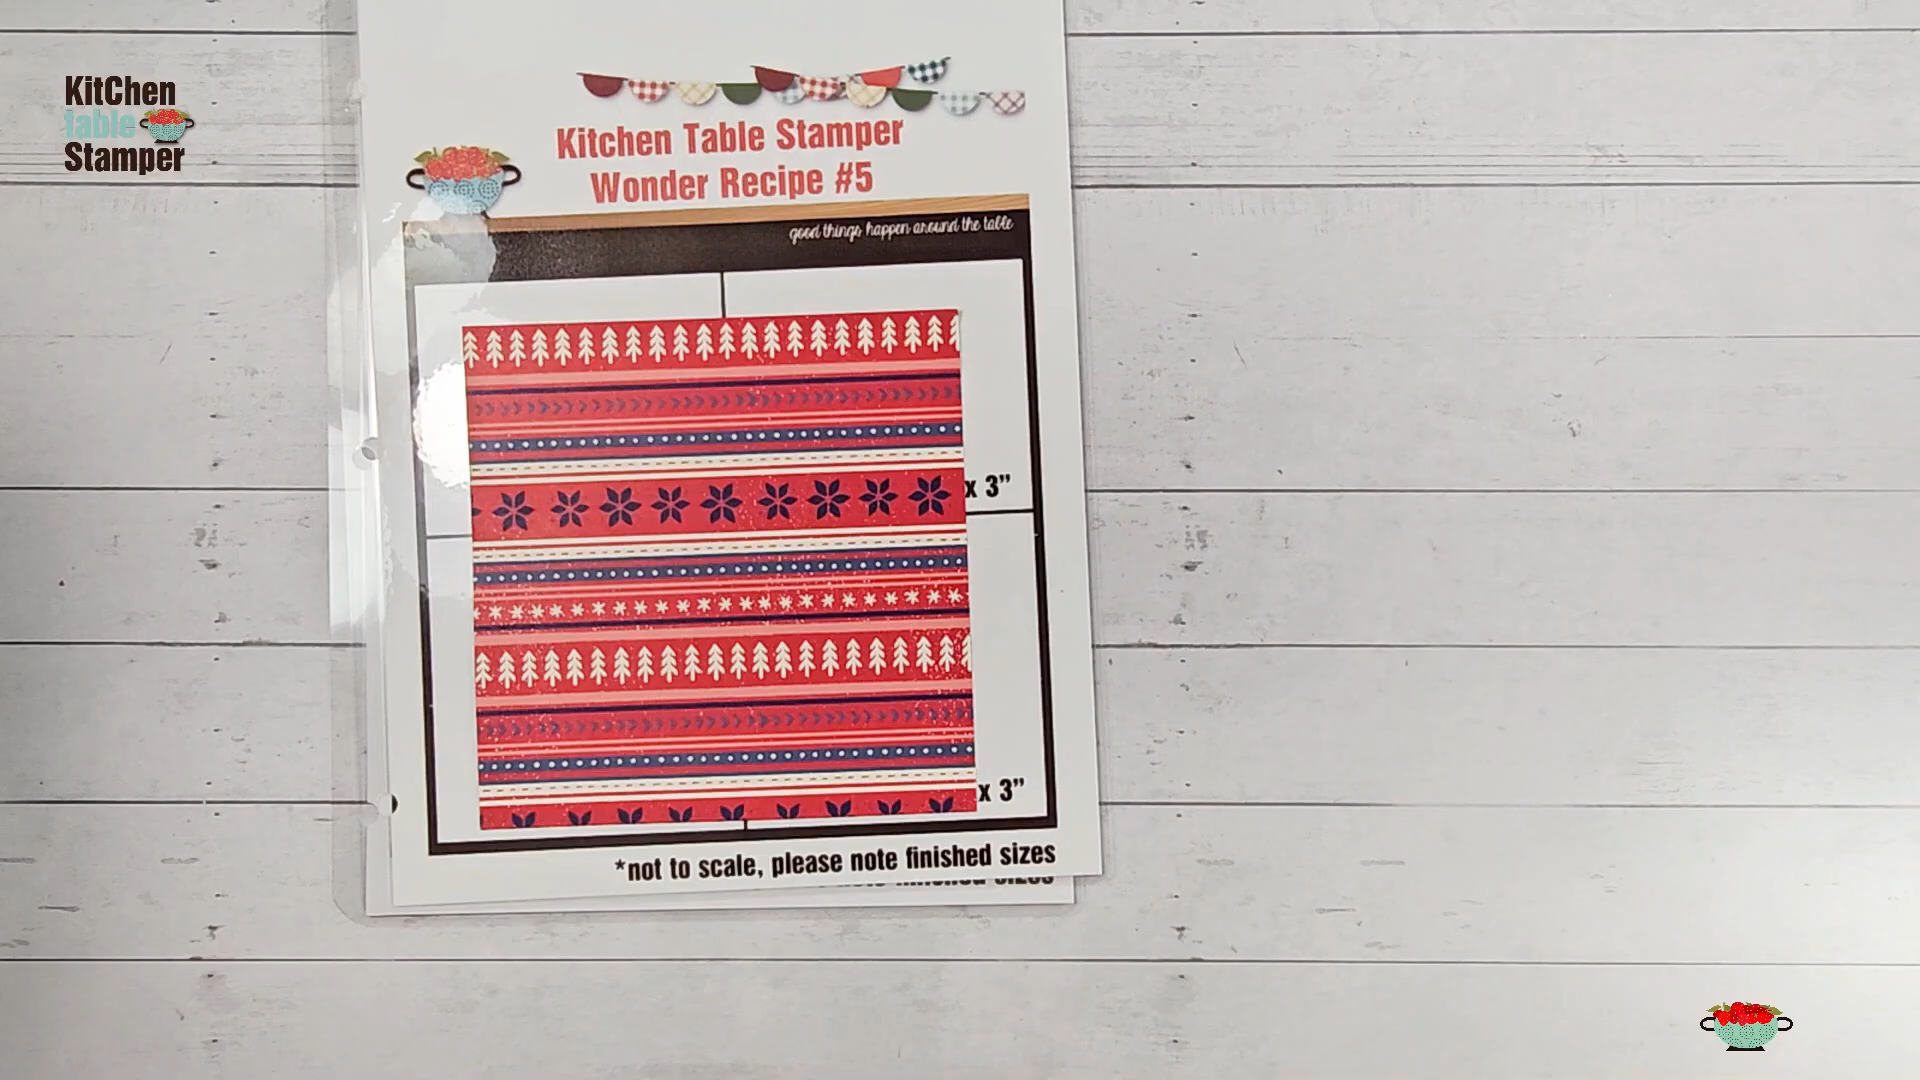 KitChen
table
Stamper
Kitchen Table Stamper
Wonder Recipe #5
good things happen around the table
x 3”
x 3”
*not to scale, please note finished sizes